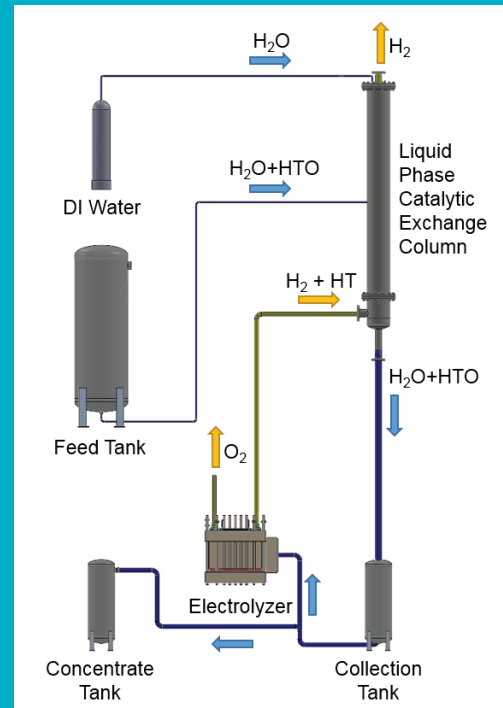 H₂O
H₂
DI Water
Liquid
Phase
Catalytic
Exchange
Column
H₂O+HTO
Feed Tank
H₂ + HT
H₂O+HTO
O₂
Electrolyzer
Concentrate
Tank
Collection
Tank